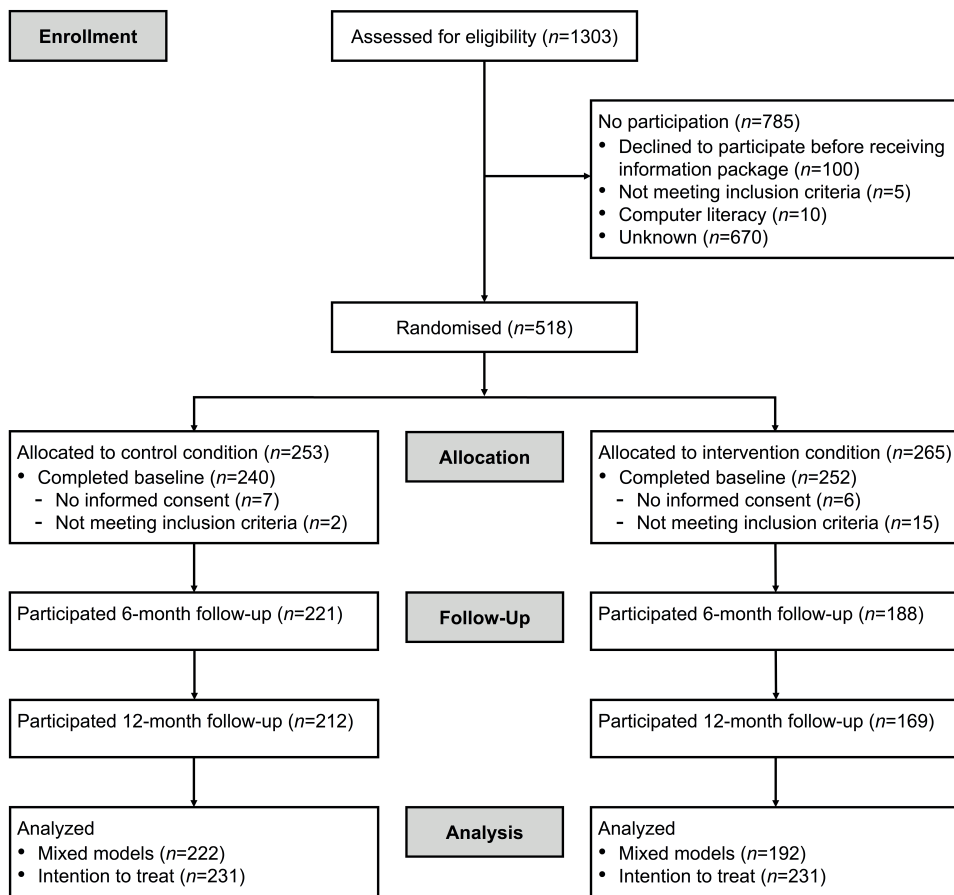 Enrollment
Assessed for eligibility (n=1303)
No participation (n=785)
• Declined to participate before receiving
information package (n=100)
• Not meeting inclusion criteria (n=5)
• Computer literacy (n=10)
• Unknown (n=670)
Randomised (n=518)
Allocated to control condition (n=253)
• Completed baseline (n=240)
- No informed consent (n=7)
- Not meeting inclusion criteria (n=2)
Allocation
Allocated to intervention condition (n=265)
• Completed baseline (n=252)
- No informed consent (n=6)
- Not meeting inclusion criteria (n=15)
Participated 6-month follow-up (n=221)
Follow-Up
Participated 6-month follow-up (n=188)
Participated 12-month follow-up (n=212)
Participated 12-month follow-up (n=169)
Analyzed
• Mixed models (n=222)
• Intention to treat (n=231)
Analysis
Analyzed
• Mixed models (n=192)
• Intention to treat (n=231)